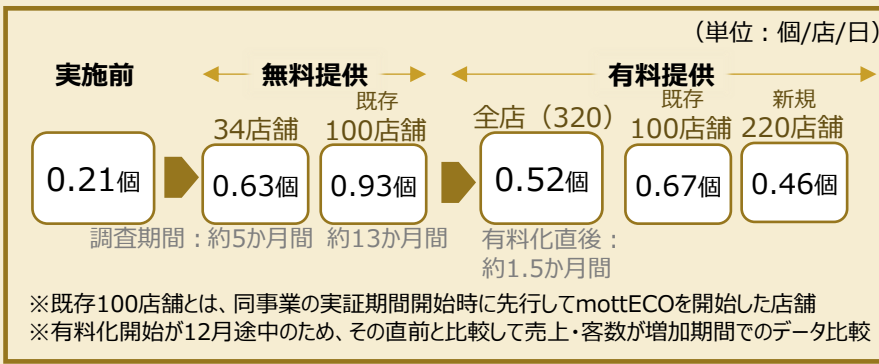 （単位：個/店/日）
実施前
無料提供
有料提供
34店舗
既存
100店舗
全店（320）
既存
100店舗
新規
220店舗
0.21個
0.63個
0.93個
0.52個
0.67個
0.46個
調査期間：約5か月間
約13か月間
有料化直後：
約1.5か月間
※既存100店舗とは、同事業の実証期間開始時に先行してmottECOを開始した店舗
※有料化開始が12月途中のため、その直前と比較して売上・客数が増加期間でのデータ比較